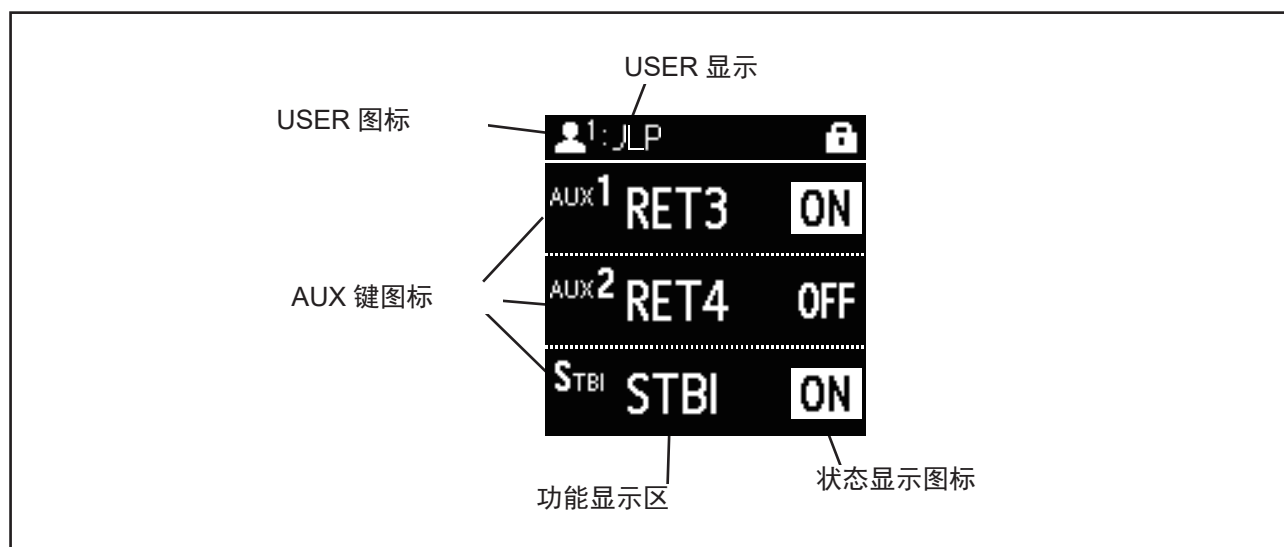 USER 显示
USER 图标
1:JLP
AUX1 RET3 ON
AUX 键图标
AUX2 RET4 OFF
STBI STBI ON
状态显示图标
功能显示区